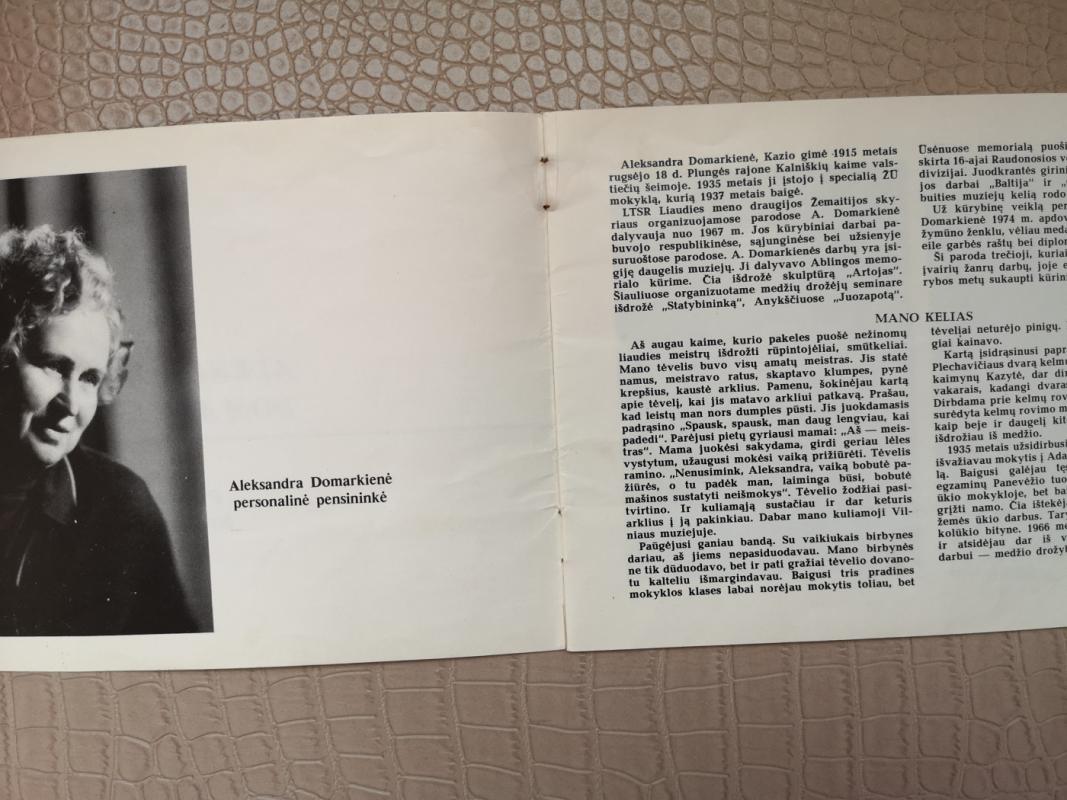 Aleksandra Domarkienė
personalinė pensininkė
Aleksandra Domarkienė, Kazio gimė 1915 metais
rugsėjo 18 d. Plungės rajone Kalniškių kaime vals-
tiečių šeimoje. 1935 metais ji įstojo į specialią ŽŪ
mokyklą, kurią 1937 metais baigė.
LTSR Liaudies meno draugijos Žemaitijos sky-
riaus organizuojamose parodose A. Domarkienė
dalyvauja nuo 1967 m. Jos kūrybiniai darbai pa-
buvojo respublikinėse, sąjunginėse bei užsienyje
suruoštose parodose. A. Domarkienės darbų yra įsi-
giję daugelis muziejų. Ji dalyvavo Ablingos memo-
rialo kūrime. Čia išdrožė skulptūrą „Artojas".
Šiauliuose organizuotame medžių drožėjų seminare
išdrožė „Statybininką", Anykščiuose „Juozapotą".
Ūsėnuose memorialą puoši
skirta 16-ajai Raudonosios
divizijai. Juodkrantės girini
jos darbai „Baltija" ir
buities muziejų kelią rodo
Už kūrybinę veiklą per
Domarkienė 1974 m. apdov
žymūno ženklu, vėliau meda
eile garbės raštų bei diplom
Ši paroda trečioji, kuriai
įvairių žanrų darbų, joje e
rybos metų sukaupti kūrin
MANO KELIAS
Aš augau kaime, kurio pakeles puošė nežinomų
liaudies meistrų išdrožti rūpintojėliai, smūtkeliai.
Mano tėvelis buvo visų amatų meistras. Jis statė
namus, meistravo ratus, skaptavo klumpes, pynė
krepšius, kaustė arklius. Pamenu, šokinėjau kartą
apie tėvelį, kai jis matavo arkliui patkavą. Prašau,
kad leistų man nors dumples pūsti. Jis juokdamasis
padrąsino „Spausk, spausk, man daug lengviau, kai
padedi". Parėjusi pietų gyriausi mamai: „Aš — meis-
tras". Mama juokėsi sakydama, girdi geriau lėles
vystytum, užaugusi mokėsi vaiką prižiūrėti. Tėvelis
ramino. „Nenusimink, Aleksandra, vaiką bobutė pa-
žiūrės, o tu padėk man, laiminga būsi, bobutė
mašinos sustatyti neišmokys". Tėvelio žodžiai pasi-
tvirtino. Ir kuliamąją sustačiau ir dar keturis
arklius į ją pakinkiau. Dabar mano kuliamoji Vil-
niaus muziejuje.
Paūgėjusi ganiau bandą. Su vaikiukais birbynes
dariau, aš jiems nepasiduodavau. Mano birbynės
ne tik dūduodavo, bet ir pati gražiai tėvelio dovano-
tu kalteliu išmargindavau. Baigusi tris pradines
mokyklos klases labai norėjau mokytis toliau, bet
tėveliai neturėjo pinigų.
giai kainavo.
Kartą įsidrąsinusi papra
Plechavičiaus dvarą kelmu
kaimynų Kazytė, dar dir
vakarais, kadangi dvaras
Dirbdama prie kelmų rov
surėdyta kelmų rovimo m
kaip beje ir daugelį kit
išdrožiau iš medžio.
1935 metais užsidirbusi
išvažiavau mokytis į Ada
lą. Baigusi galėjau tęs
egzaminų Panevėžio tuo
ūkio mokykloje, bet ba
grįžti namo. Čia ištekėj
žemės ūkio darbus. Tary
kolūkio bityne. 1966 me
ir atsidėjau dar iš v
darbui — medžio drožyb